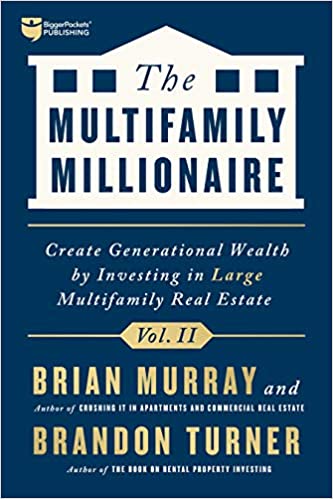 BiggerPockets®
PUBLISHING
The
MULTIFAMILY
MILLIONAIRE
Create Generational Wealth
by Investing in Large
Multifamily Real Estate
Vol. II
BRIAN MURRAY and
Author of CRUSHING IT IN APARTMENTS AND COMMERCIAL REAL ESTATE
BRANDON TURNER
Author of THE BOOK ON RENTAL PROPERTY INVESTING